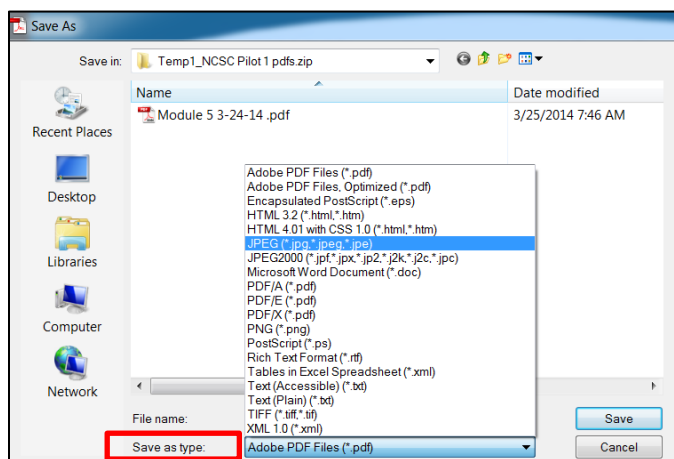 Save As
Save in:
Temp1_NCSC Pilot 1 pdfs.zip
Name
Date modified
Module 5 3-24-14 .pdf
3/25/2014 7:46 AM
Recent Places
Desktop
Libraries
Computer
Network
Adobe PDF Files (*.pdf)
Adobe PDF Files, Optimized (*.pdf)
Encapsulated PostScript (*.eps)
HTML 3.2 (*.html,*.htm)
HTML 4.01 with CSS 1.0 (*.html,*.htm)
JPEG (*.jpg,*.jpeg,*.jpe)
JPEG2000 (*.jpf,*.jpx,*.jp2,*.j2k,*.j2c,*.jpc)
Microsoft Word Document (*.doc)
PDF/A (*.pdf)
PDF/E (*.pdf)
PDF/X (*.pdf)
PNG (*.png)
PostScript (*.ps)
Rich Text Format (*.rtf)
Tables in Excel Spreadsheet (*.xml)
Text (Accessible) (*.txt)
Text (Plain) (*.txt)
TIFF (*.tiff,*.tif)
XML 1.0 (*.xml)
File name:
Save
Save as type:
Adobe PDF Files (*.pdf)
Cancel